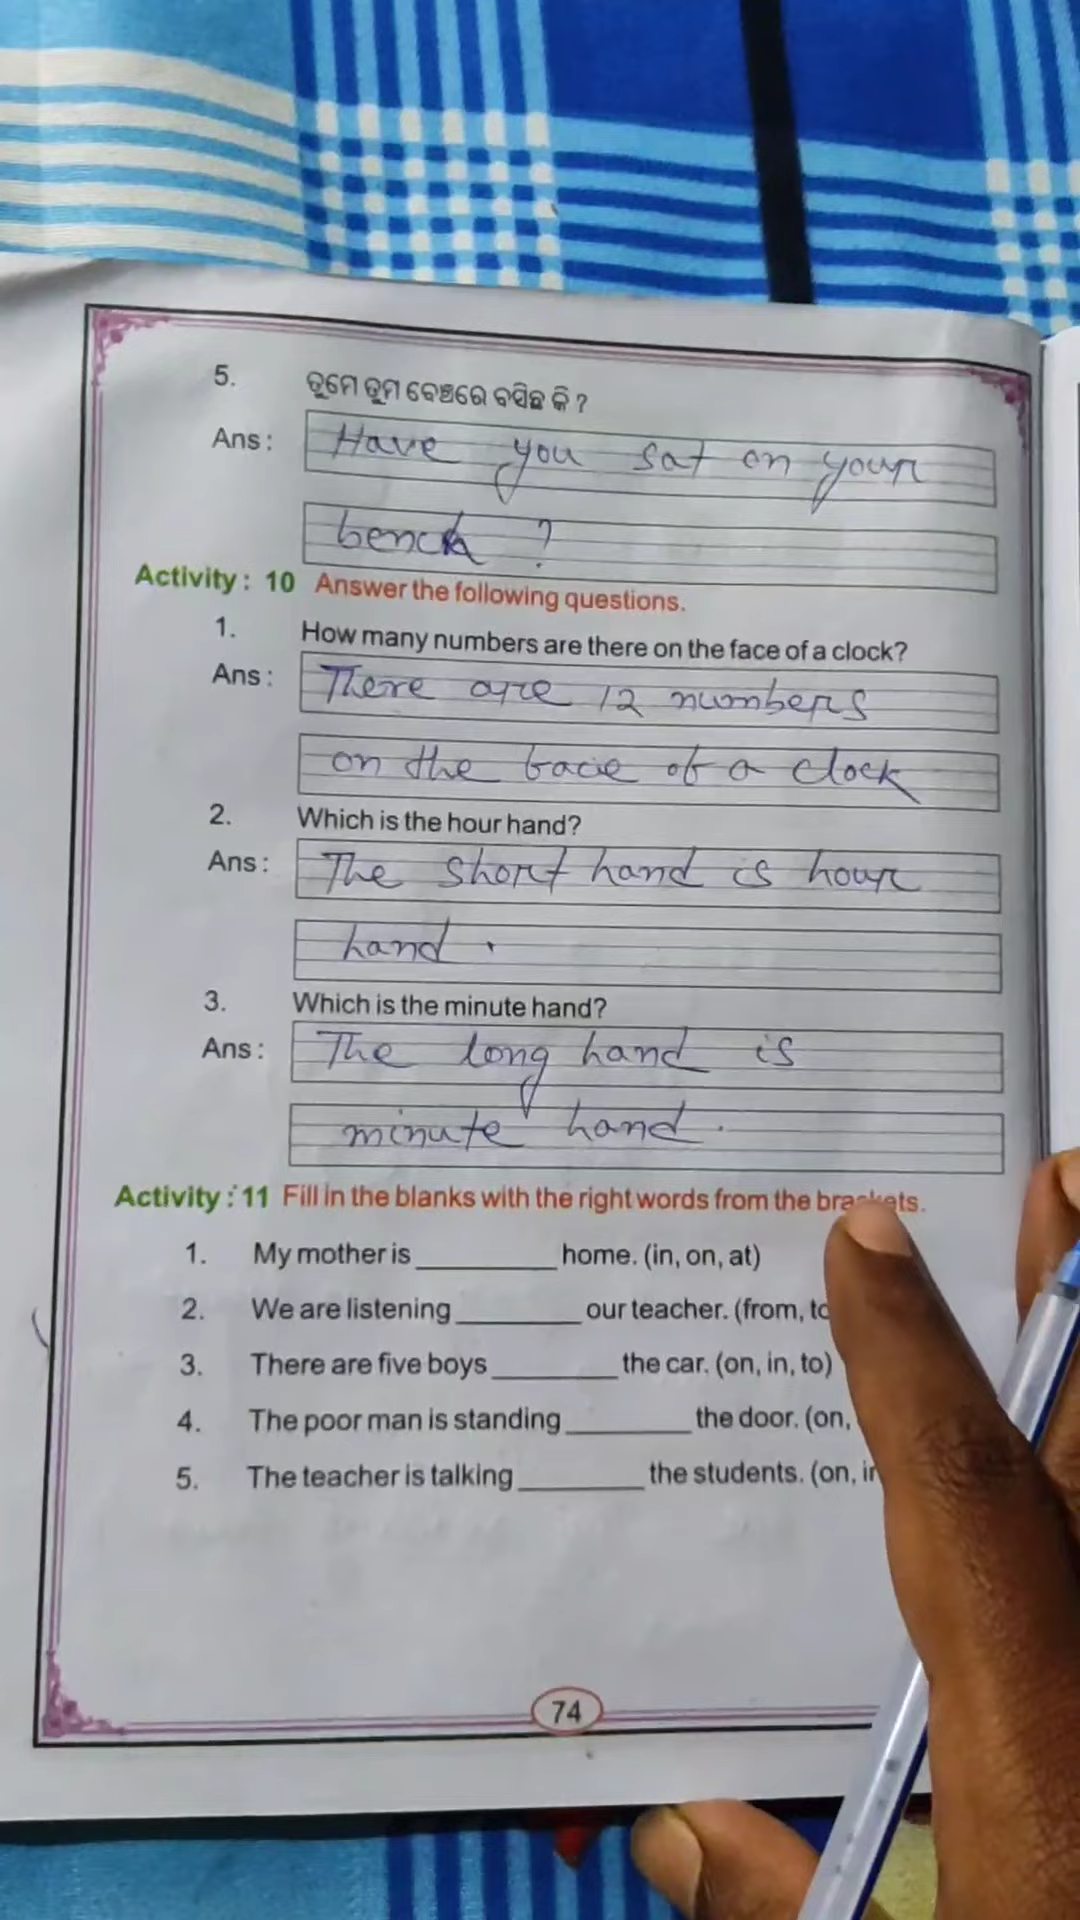 5. ତୁମେ ତୁମ ବେଞ୍ଚରେ ବସିଛ କି ?
Ans : Have you sat on your
bench ?
Activity : 10 Answer the following questions.
1. How many numbers are there on the face of a clock?
Ans : There are 12 numbers
on the face of a clock
2. Which is the hour hand?
Ans : The short hand is hour
hand .
3. Which is the minute hand?
Ans : The long hand is
minute hand .
Activity : 11 Fill in the blanks with the right words from the brackets.
1. My mother is ________ home. (in, on, at)
2. We are listening ________ our teacher. (from,
3. There are five boys ________ the car. (on, in, to)
4. The poor man is standing ________ the door. (on,
5. The teacher is talking ________ the students. (on,
74